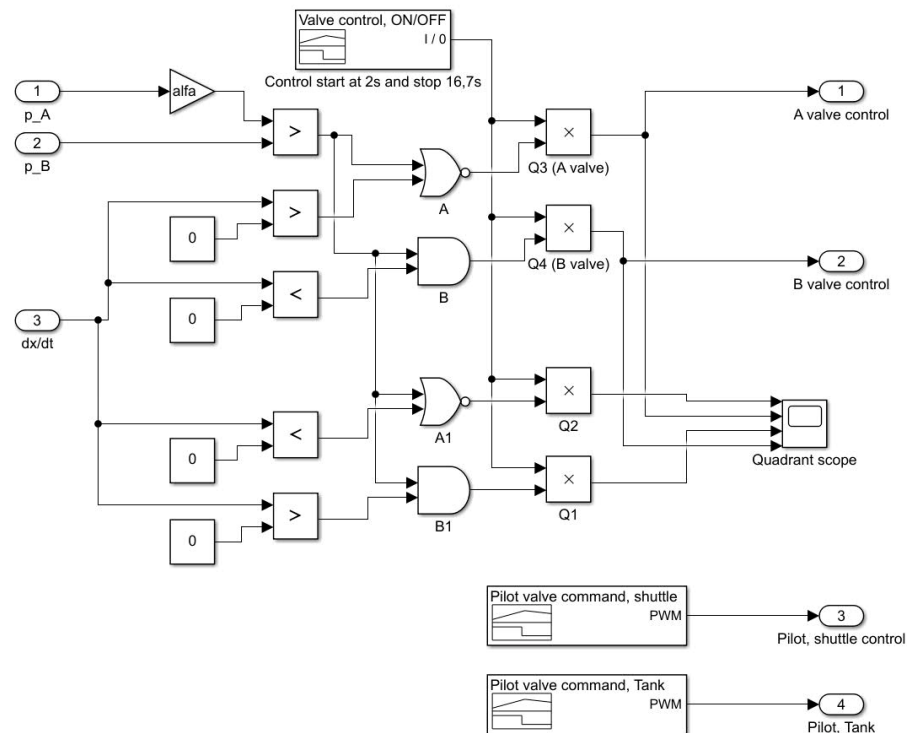 Valve control, ON/OFF
I / 0
Control start at 2s and stop 16,7s
1
p_A
alfa
2
p_B
>
×
Q3 (A valve)
1
A valve control
A
>
0
×
Q4 (B valve)
B
2
B valve control
<
0
3
dx/dt
A1
×
Q2
<
0
Quadrant scope
B1
×
Q1
>
0
Pilot valve command, shuttle
PWM
3
Pilot, shuttle control
Pilot valve command, Tank
PWM
4
Pilot, Tank